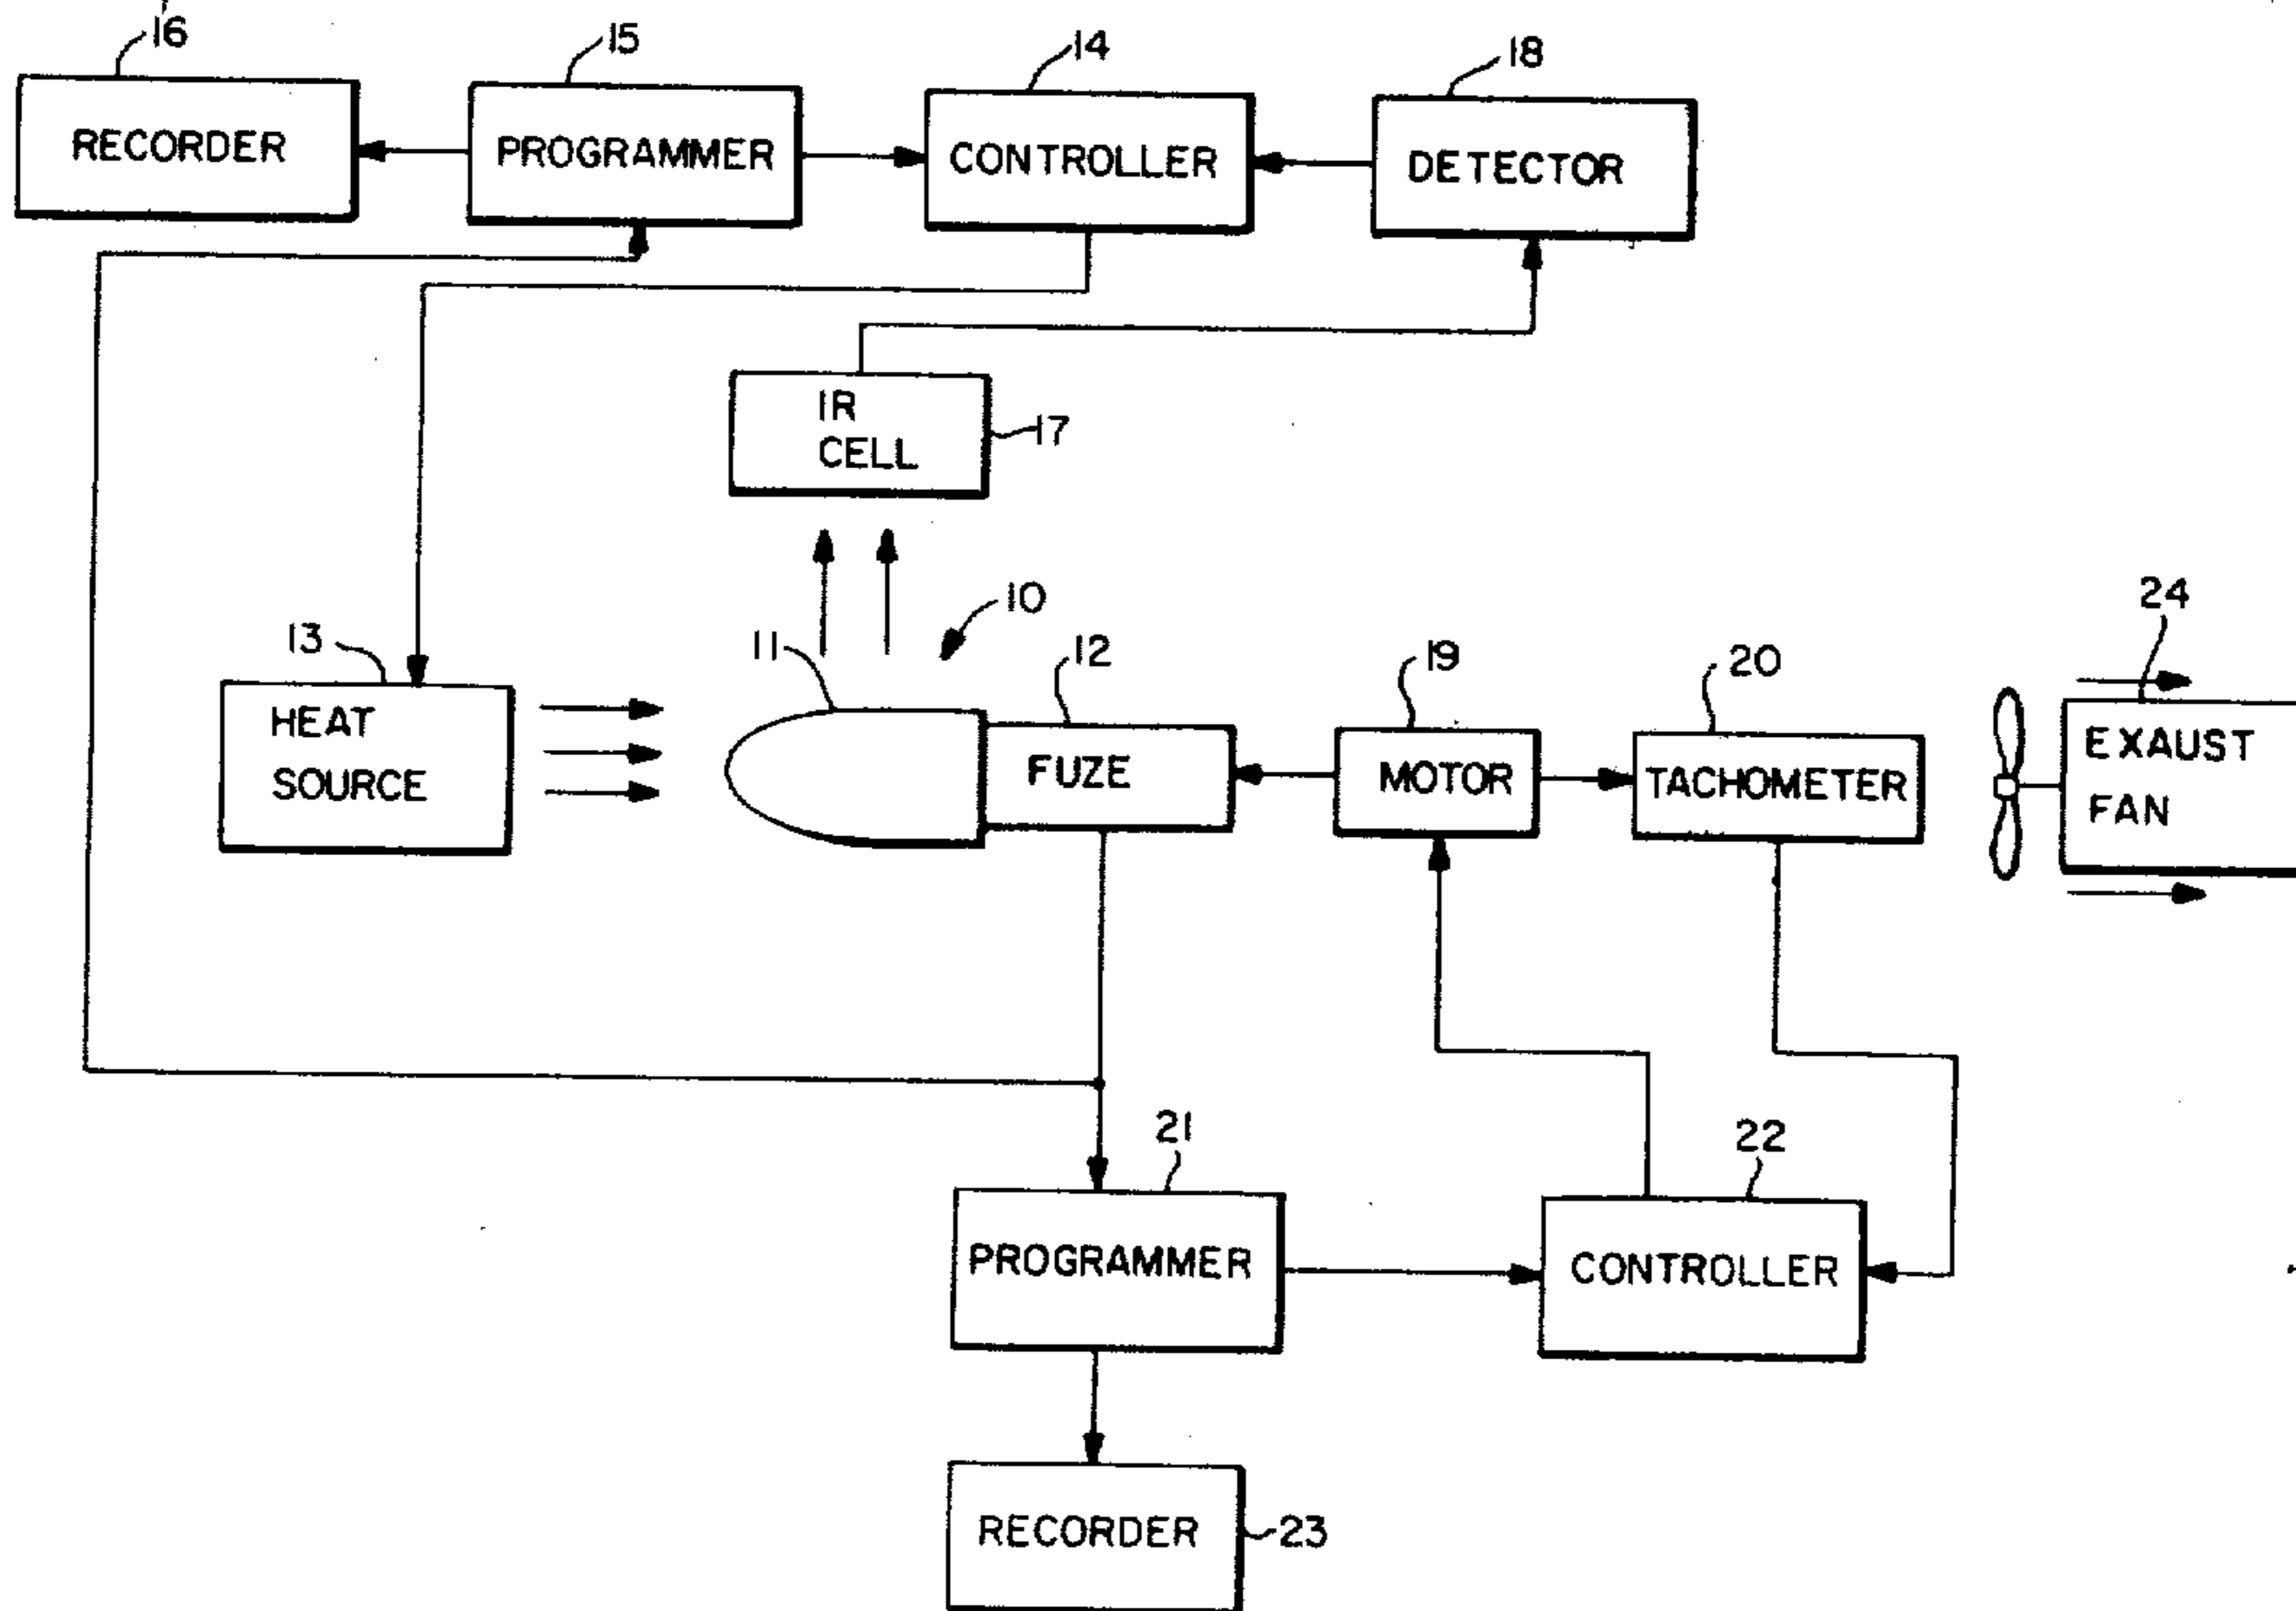 16
15
14
18
RECORDER
PROGRAMMER
CONTROLLER
DETECTOR
IR
CELL
17
10
24
13
11
12
19
20
HEAT
SOURCE
FUZE
MOTOR
TACHOMETER
EXAUST
FAN
21
22
PROGRAMMER
CONTROLLER
RECORDER
23